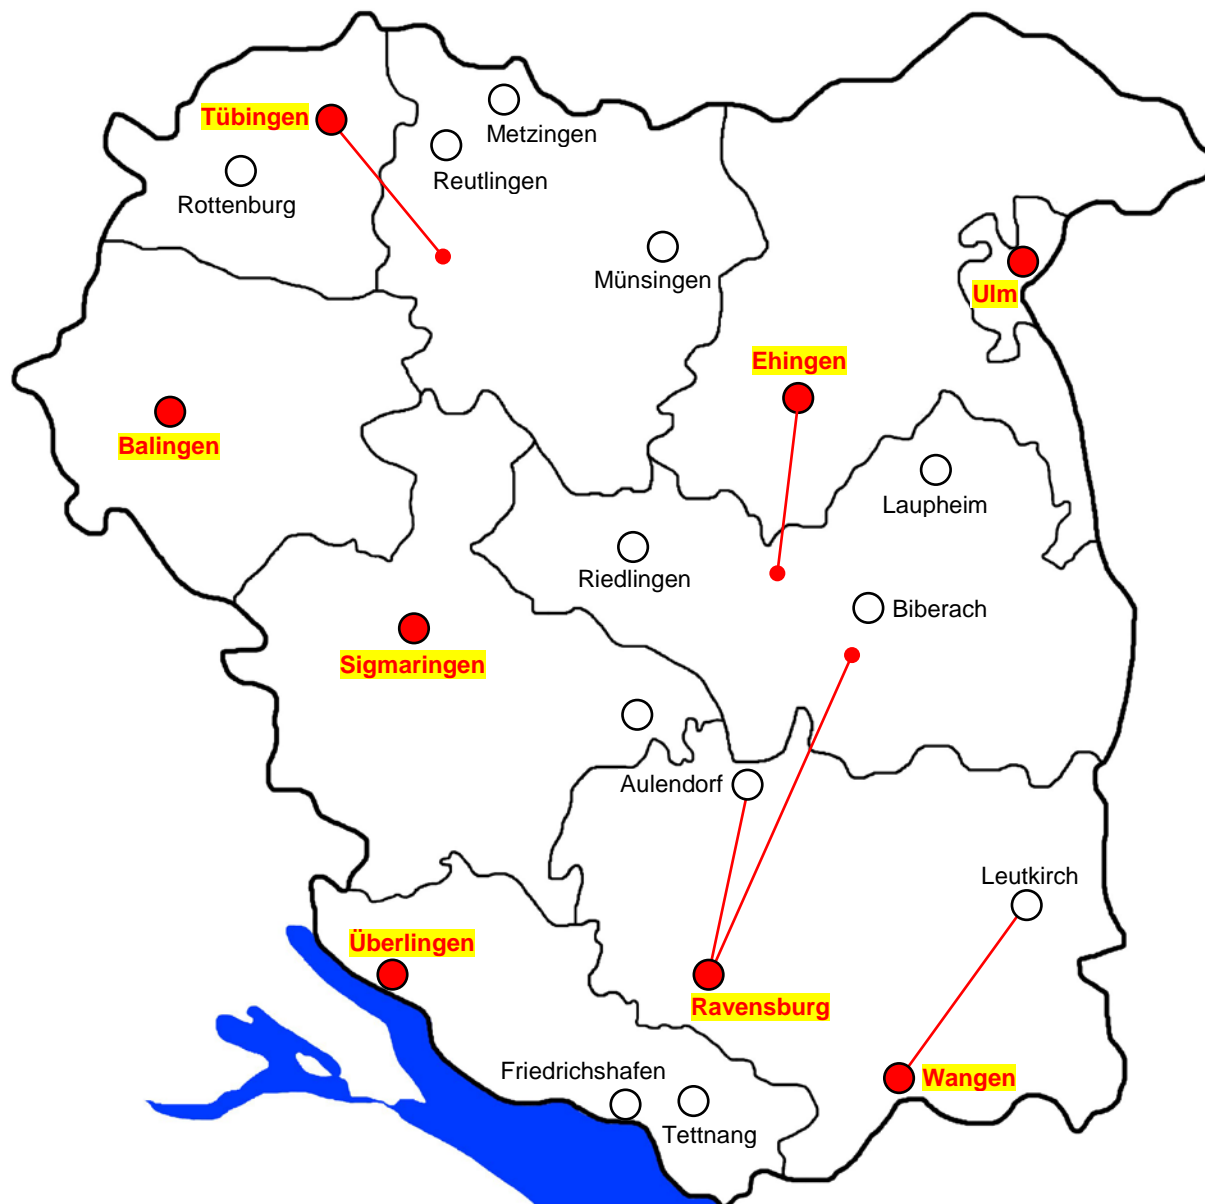 Tübingen
Metzingen
Reutlingen
Rottenburg
Münsingen
Ulm
Ehingen
Balingen
Laupheim
Riedlingen
Biberach
Sigmaringen
Aulendorf
Leutkirch
Überlingen
Ravensburg
Friedrichshafen
Wangen
Tettnang